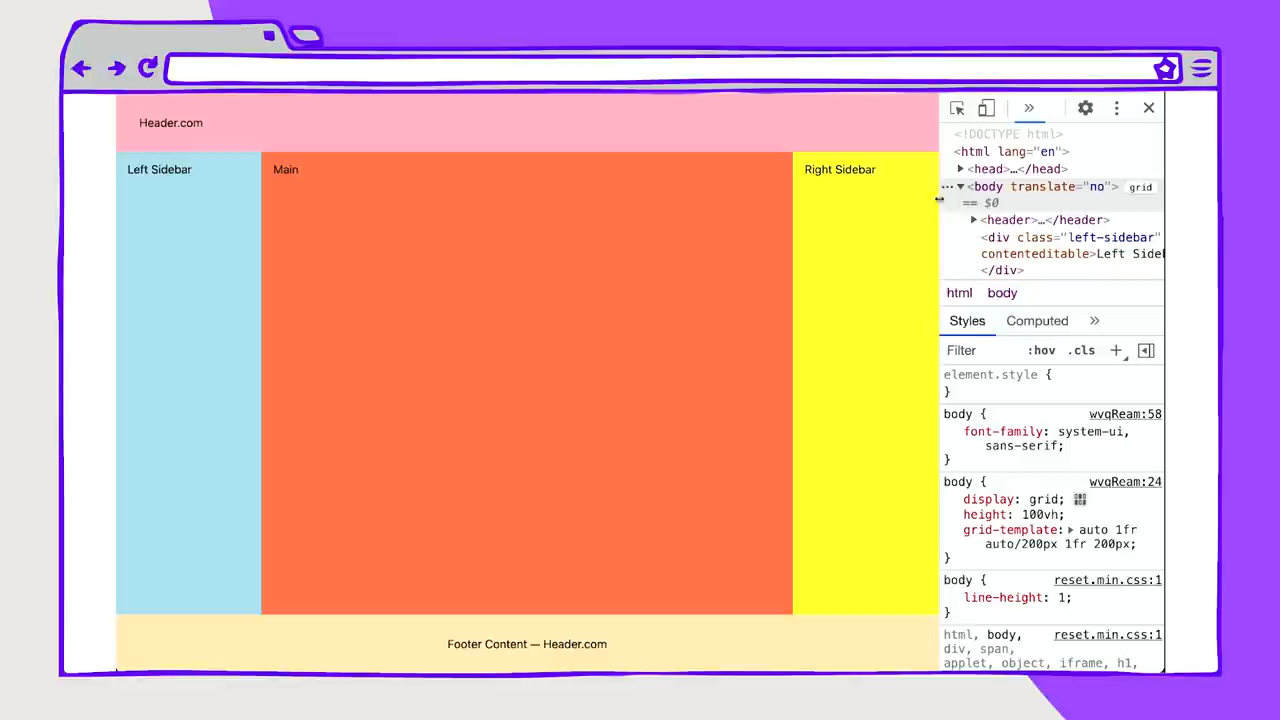 Header.com
Left Sidebar
Main
Right Sidebar
Footer Content — Header.com
<!DOCTYPE html>
<html lang="en">
<head>…</head>
<body translate="no"> grid
== $0
<header>…</header>
<div class="left-sidebar"
contenteditable>Left Side
</div>
html body
Styles Computed
Filter :hov .cls
element.style {
}
body { wvqReam:58
font-family: system-ui,
sans-serif;
}
body { wvqReam:24
display: grid;
height: 100vh;
grid-template: auto 1fr
auto/200px 1fr 200px;
}
body { reset.min.css:1
line-height: 1;
}
html, body, reset.min.css:1
div, span,
applet, object, iframe, h1,